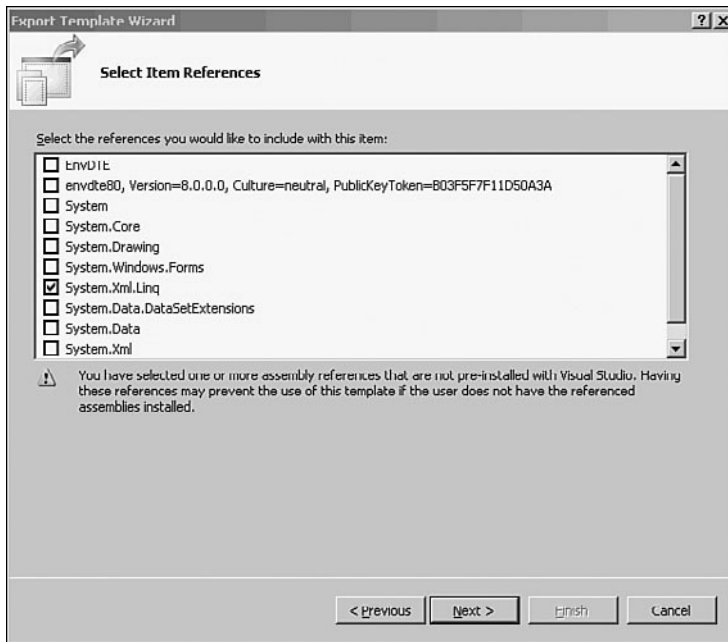 Export Template Wizard
Select Item References
Select the references you would like to include with this item:
EnvDTE
envdte80, Version=8.0.0.0, Culture=neutral, PublicKeyToken=B03F5F7F11D50A3A
System
System.Core
System.Drawing
System.Windows.Forms
System.Xml.Linq
System.Data.DataSetExtensions
System.Data
System.Xml
You have selected one or more assembly references that are not pre-installed with Visual Studio. Having
these references may prevent the use of this template if the user does not have the referenced
assemblies installed.
< Previous Next > Finish Cancel